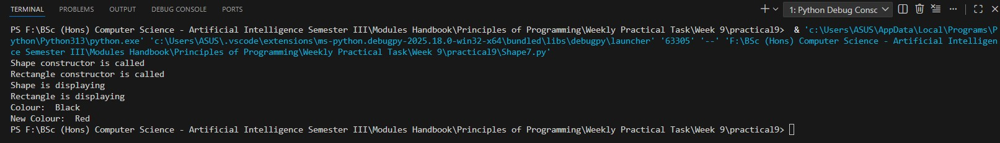 TERMINAL PROBLEMS OUTPUT DEBUG CONSOLE PORTS 1: Python Debug Consc
PS F:\BSc (Hons) Computer Science - Artificial Intelligence Semester III\Modules Handbook\Principles of Programming\Weekly Practical Task\Week 9\practical9>  & 'c:\Users\ASUS\AppData\Local\Programs\P
ython\Python313\python.exe' 'c:\Users\ASUS\.vscode\extensions\ms-python.debugpy-2025.18.0-win32-x64\bundled\libs\debugpy\launcher' '63305' '--' 'F:\BSc (Hons) Computer Science - Artificial Intelligen
ce Semester III\Modules Handbook\Principles of Programming\Weekly Practical Task\Week 9\practical9\Shape7.py'
Shape constructor is called
Rectangle constructor is called
Shape is displaying
Rectangle is displaying
Colour:  Black
New Colour:  Red
PS F:\BSc (Hons) Computer Science - Artificial Intelligence Semester III\Modules Handbook\Principles of Programming\Weekly Practical Task\Week 9\practical9>